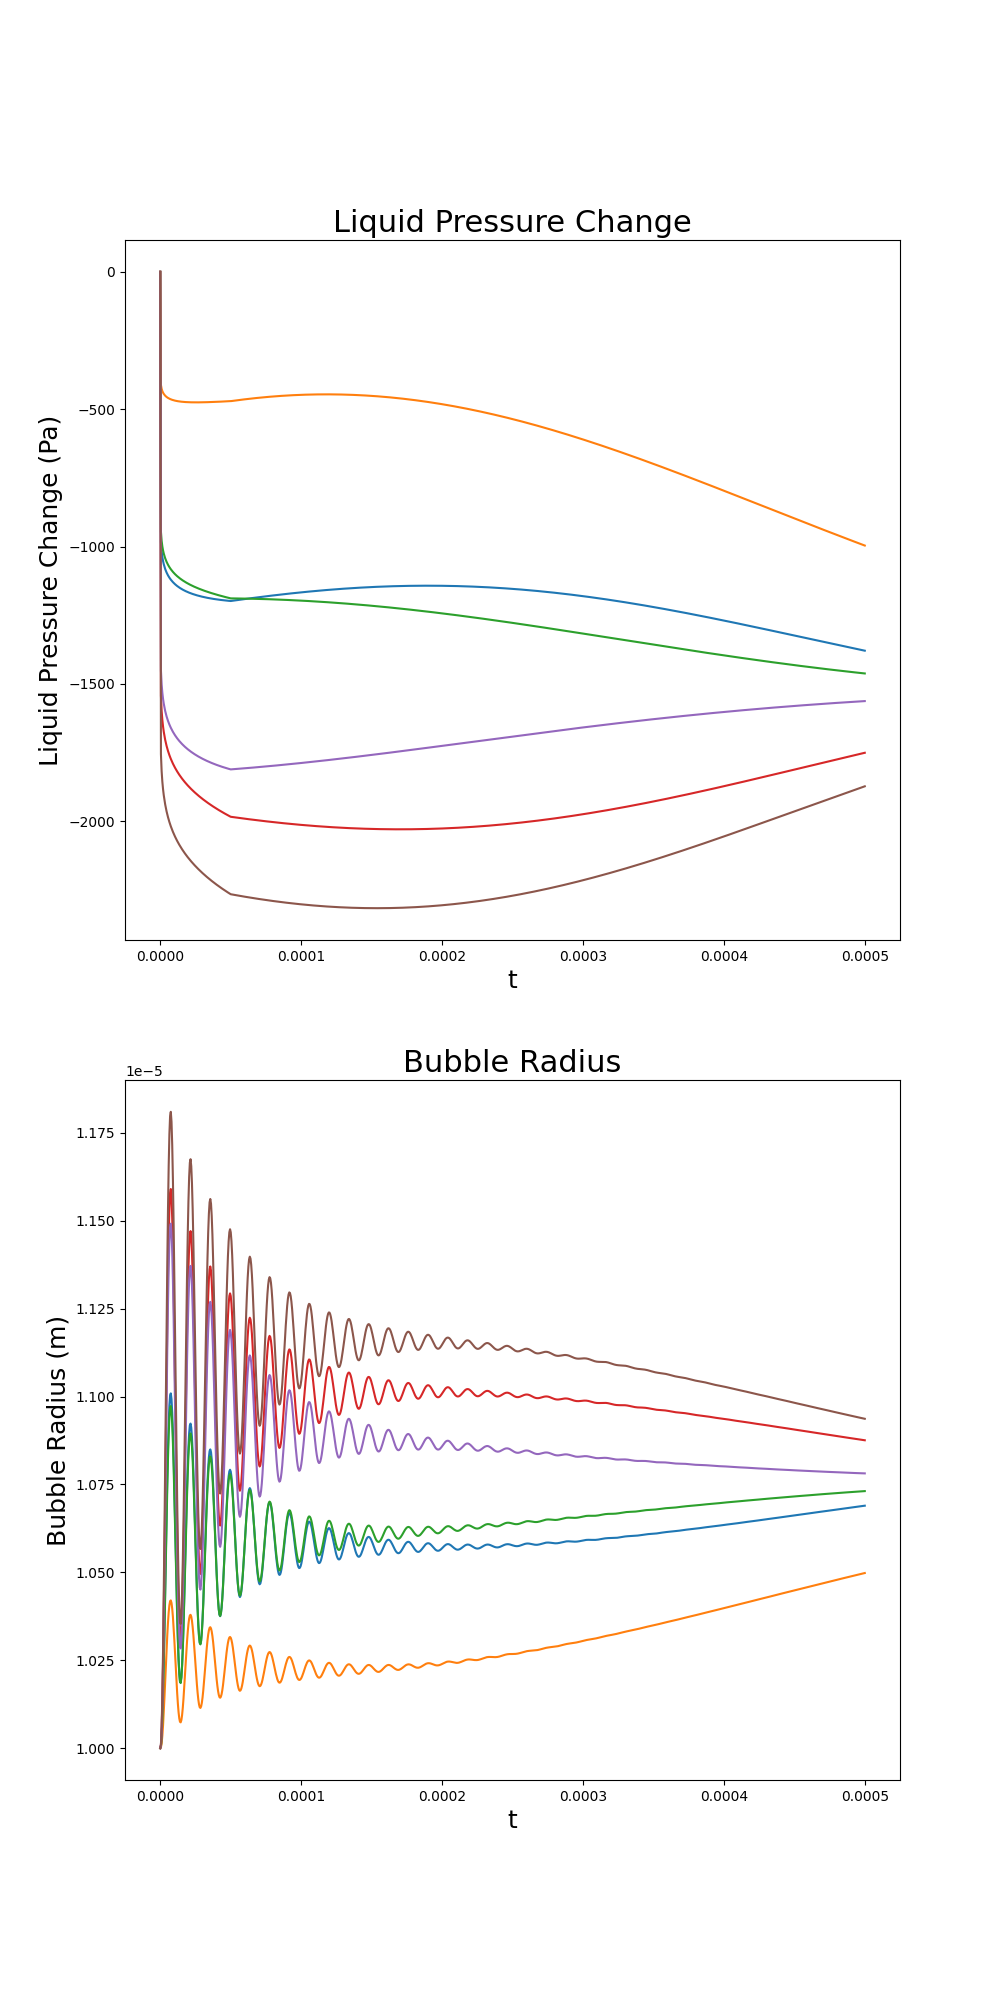 Liquid Pressure Change
Liquid Pressure Change (Pa)
0
−500
−1000
−1500
−2000
0.0000 0.0001 0.0002 0.0003 0.0004 0.0005
t
Bubble Radius
1e−5
Bubble Radius (m)
1.175
1.150
1.125
1.100
1.075
1.050
1.025
1.000
0.0000 0.0001 0.0002 0.0003 0.0004 0.0005
t